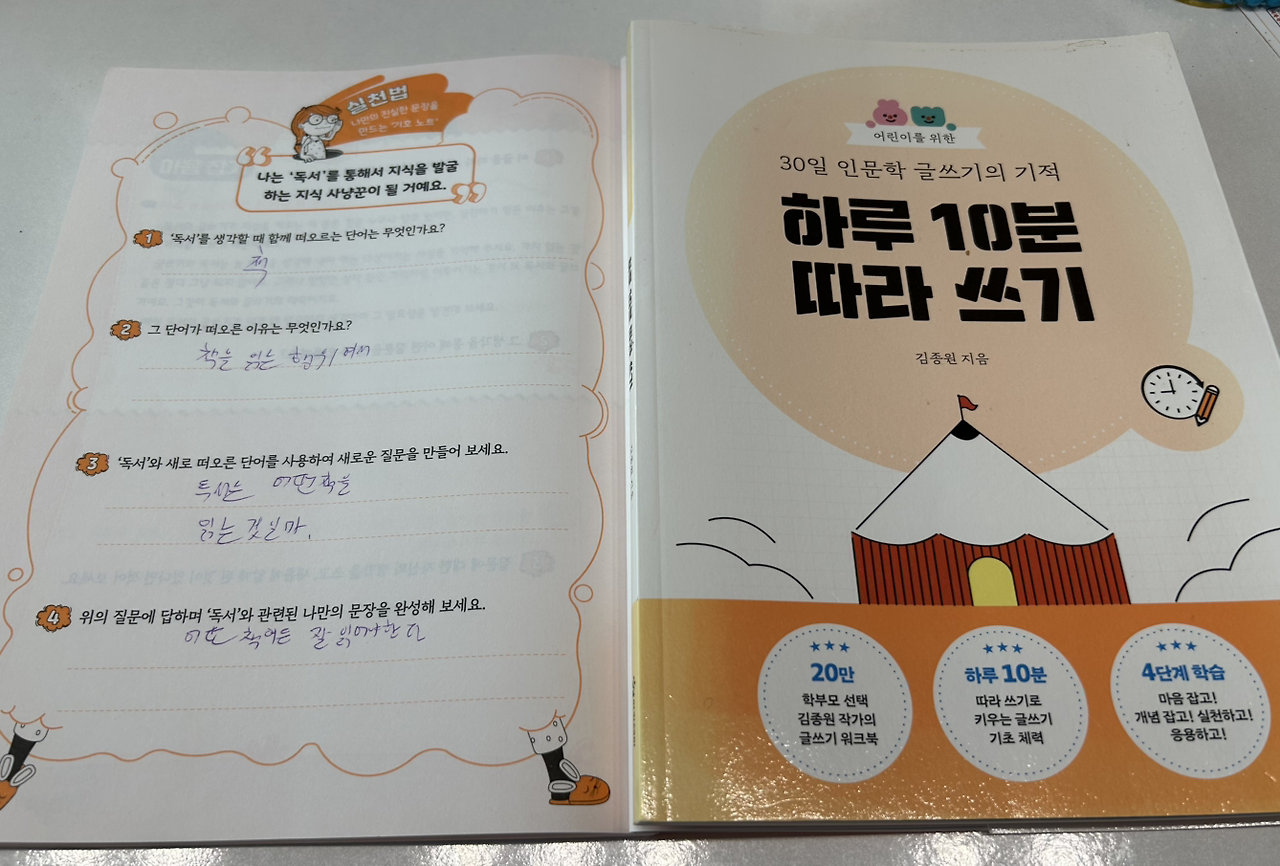 실천법
나만의 진실한 문장을
만드는 '기호 노트'
나는 '독서'를 통해서 지식을 발굴
하는 지식 사냥꾼이 될 거예요.
1 '독서'를 생각할 때 함께 떠오르는 단어는 무엇인가요?
책
2 그 단어가 떠오른 이유는 무엇인가요?
책을 읽는 행위여서
3 '독서'와 새로 떠오른 단어를 사용하여 새로운 질문을 만들어 보세요.
독서는 어떤책을
읽는 것일까.
4 위의 질문에 답하며 '독서'와 관련된 나만의 문장을 완성해 보세요.
어떤 책이든 잘 읽어야한다
어린이를 위한
30일 인문학 글쓰기의 기적
하루 10분
따라 쓰기
김종원 지음
20만
학부모 선택
김종원 작가의
글쓰기 워크북
하루 10분
따라 쓰기로
키우는 글쓰기
기초 체력
4단계 학습
마음 잡고!
개념 잡고! 실천하고!
응용하고!